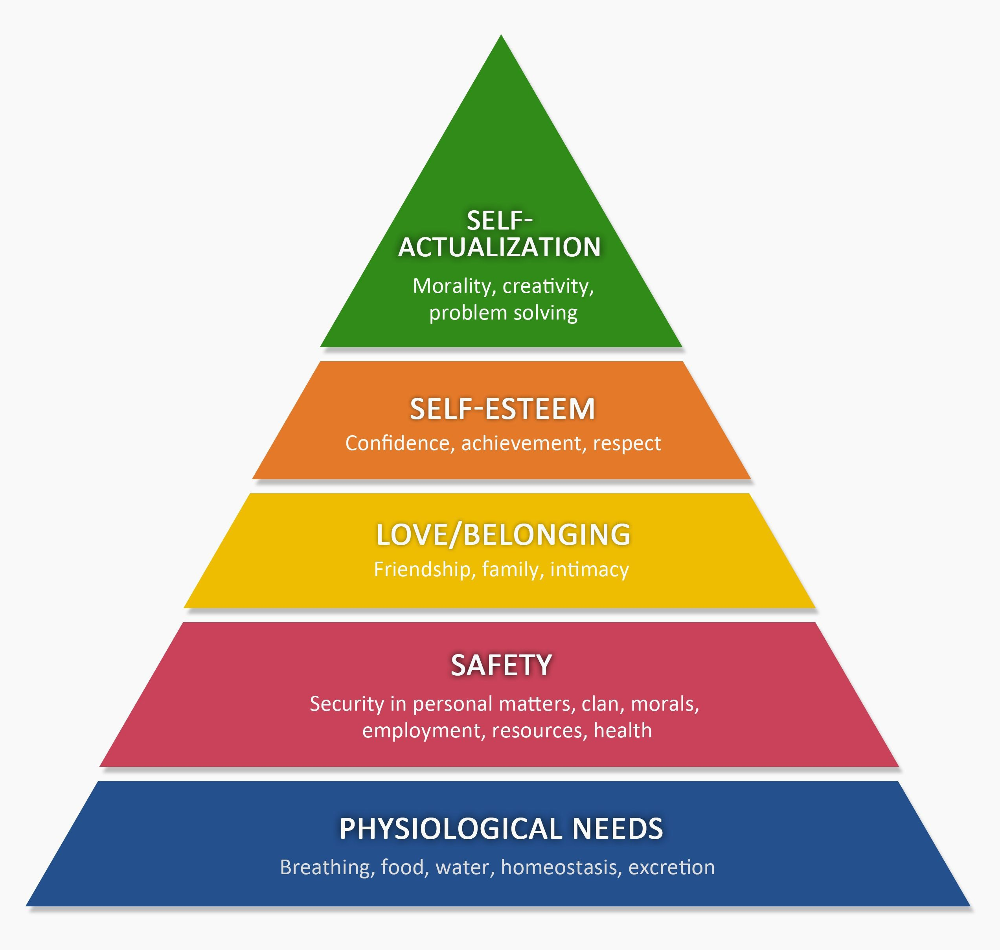 SELF-
ACTUALIZATION
Morality, creativity,
problem solving
SELF-ESTEEM
Confidence, achievement, respect
LOVE/BELONGING
Friendship, family, intimacy
SAFETY
Security in personal matters, clan, morals,
employment, resources, health
PHYSIOLOGICAL NEEDS
Breathing, food, water, homeostasis, excretion